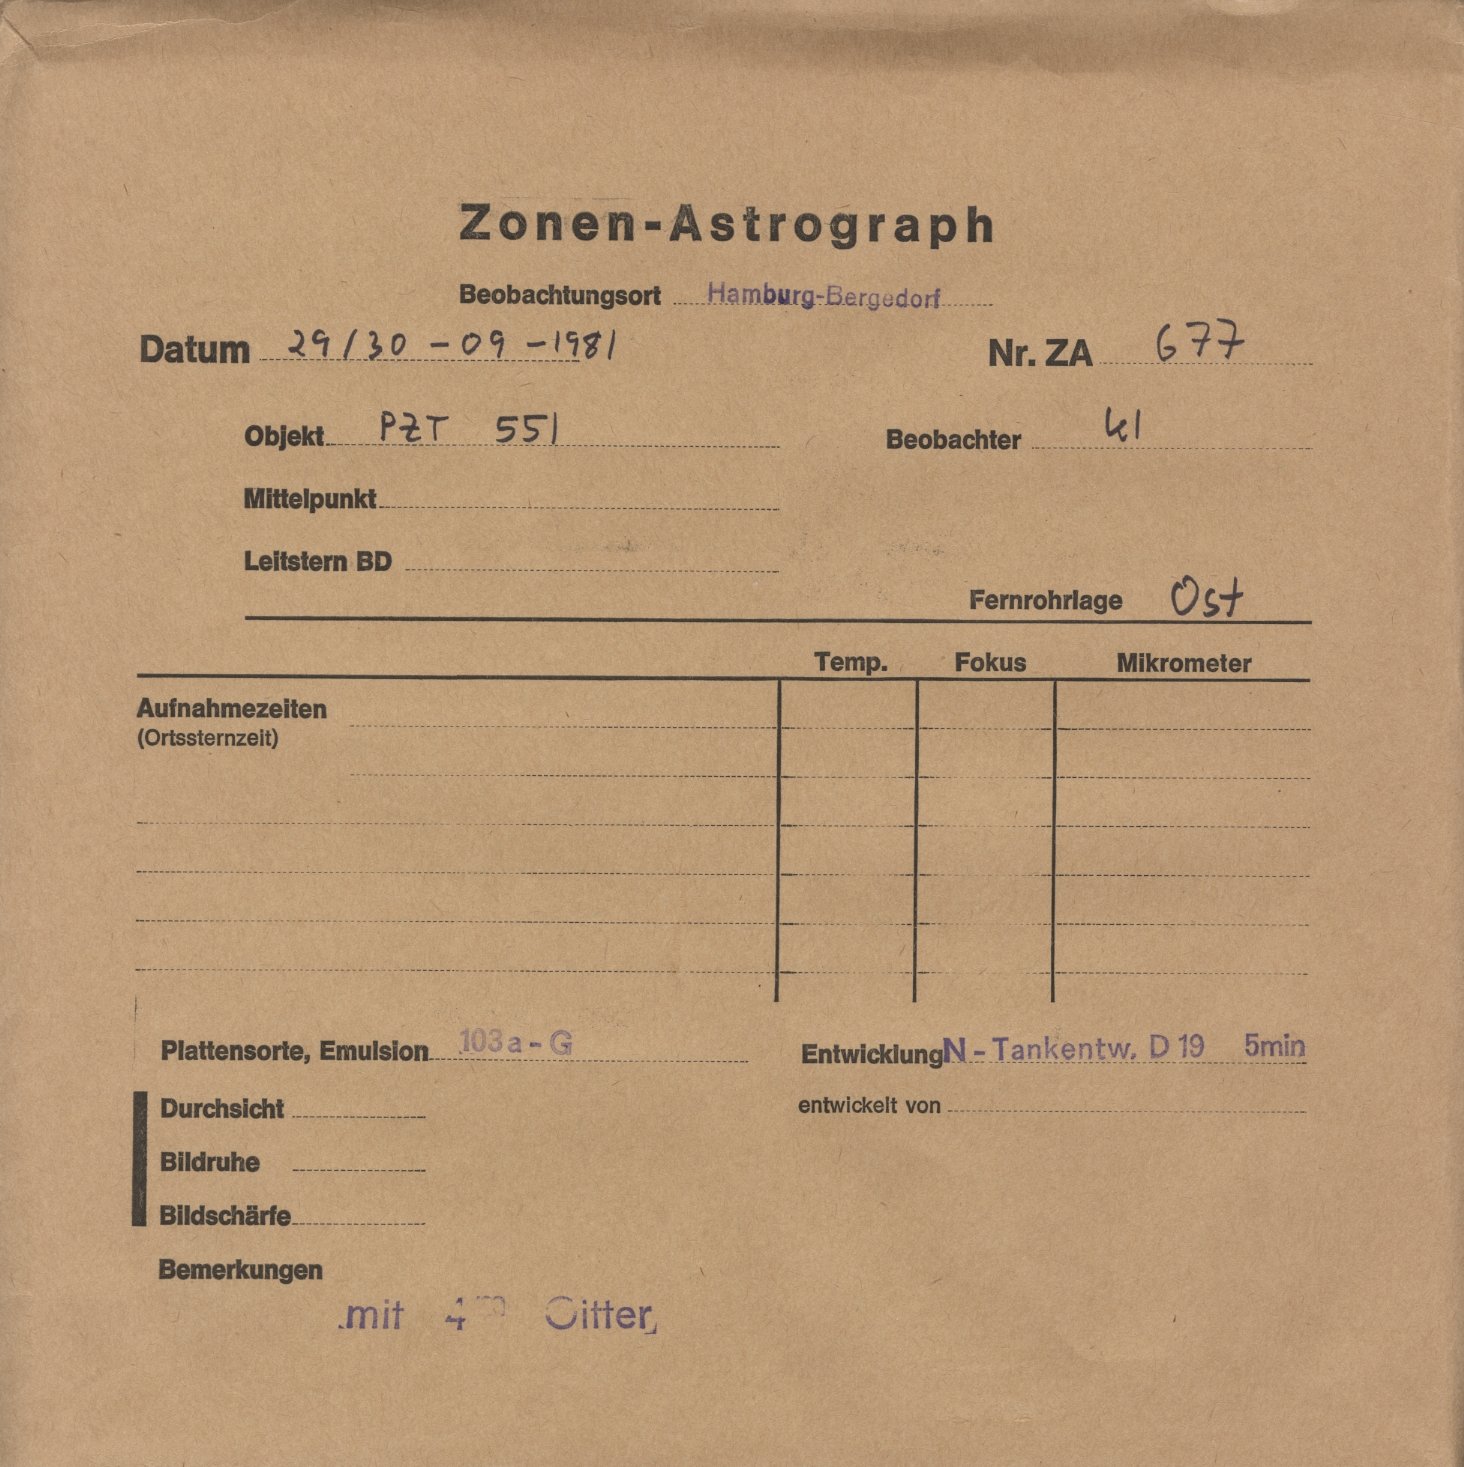 Zonen-Astrograph
Beobachtungsort Hamburg-Bergedorf
Datum 29/30-09-1981 Nr. ZA 677
Objekt PZT 551 Beobachter kl
Mittelpunkt
Leitstern BD
Fernrohrlage Ost
Temp. Fokus Mikrometer
Aufnahmezeiten
(Ortssternzeit)
Plattensorte, Emulsion 103a-G Entwicklung N-Tankentw. D 19 5min
Durchsicht entwickelt von
Bildruhe
Bildschärfe
Bemerkungen
mit 4m Gitter